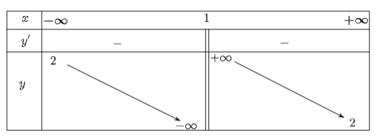 x −∞ 1 +∞
y′ − −
y 2 −∞ +∞ 2